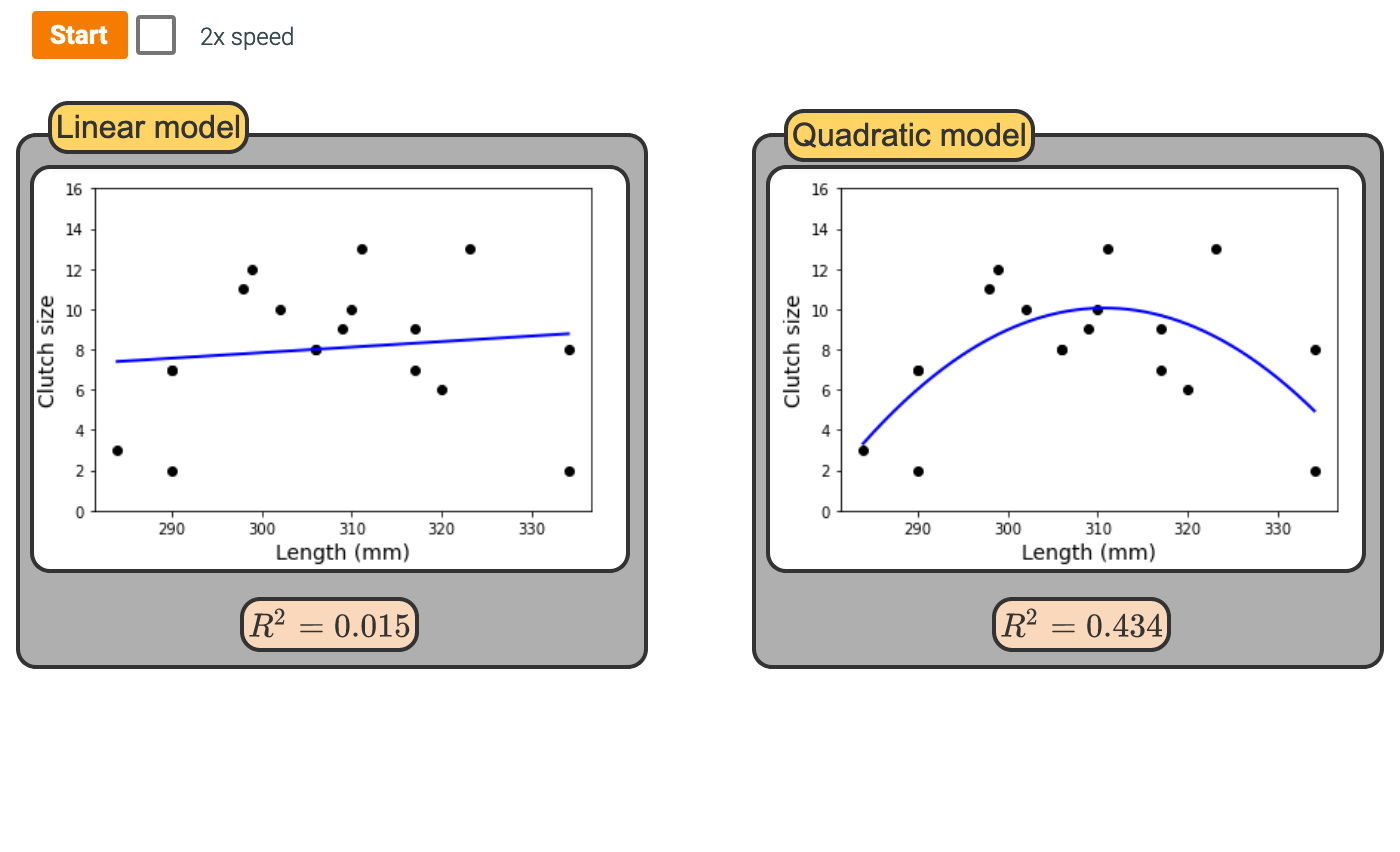 Start
2x speed
Linear model
16
14
12
10
8
6
4
2
0
Clutch size
290 300 310 320 330
Length (mm)
R² = 0.015
Quadratic model
16
14
12
10
8
6
4
2
0
Clutch size
290 300 310 320 330
Length (mm)
R² = 0.434